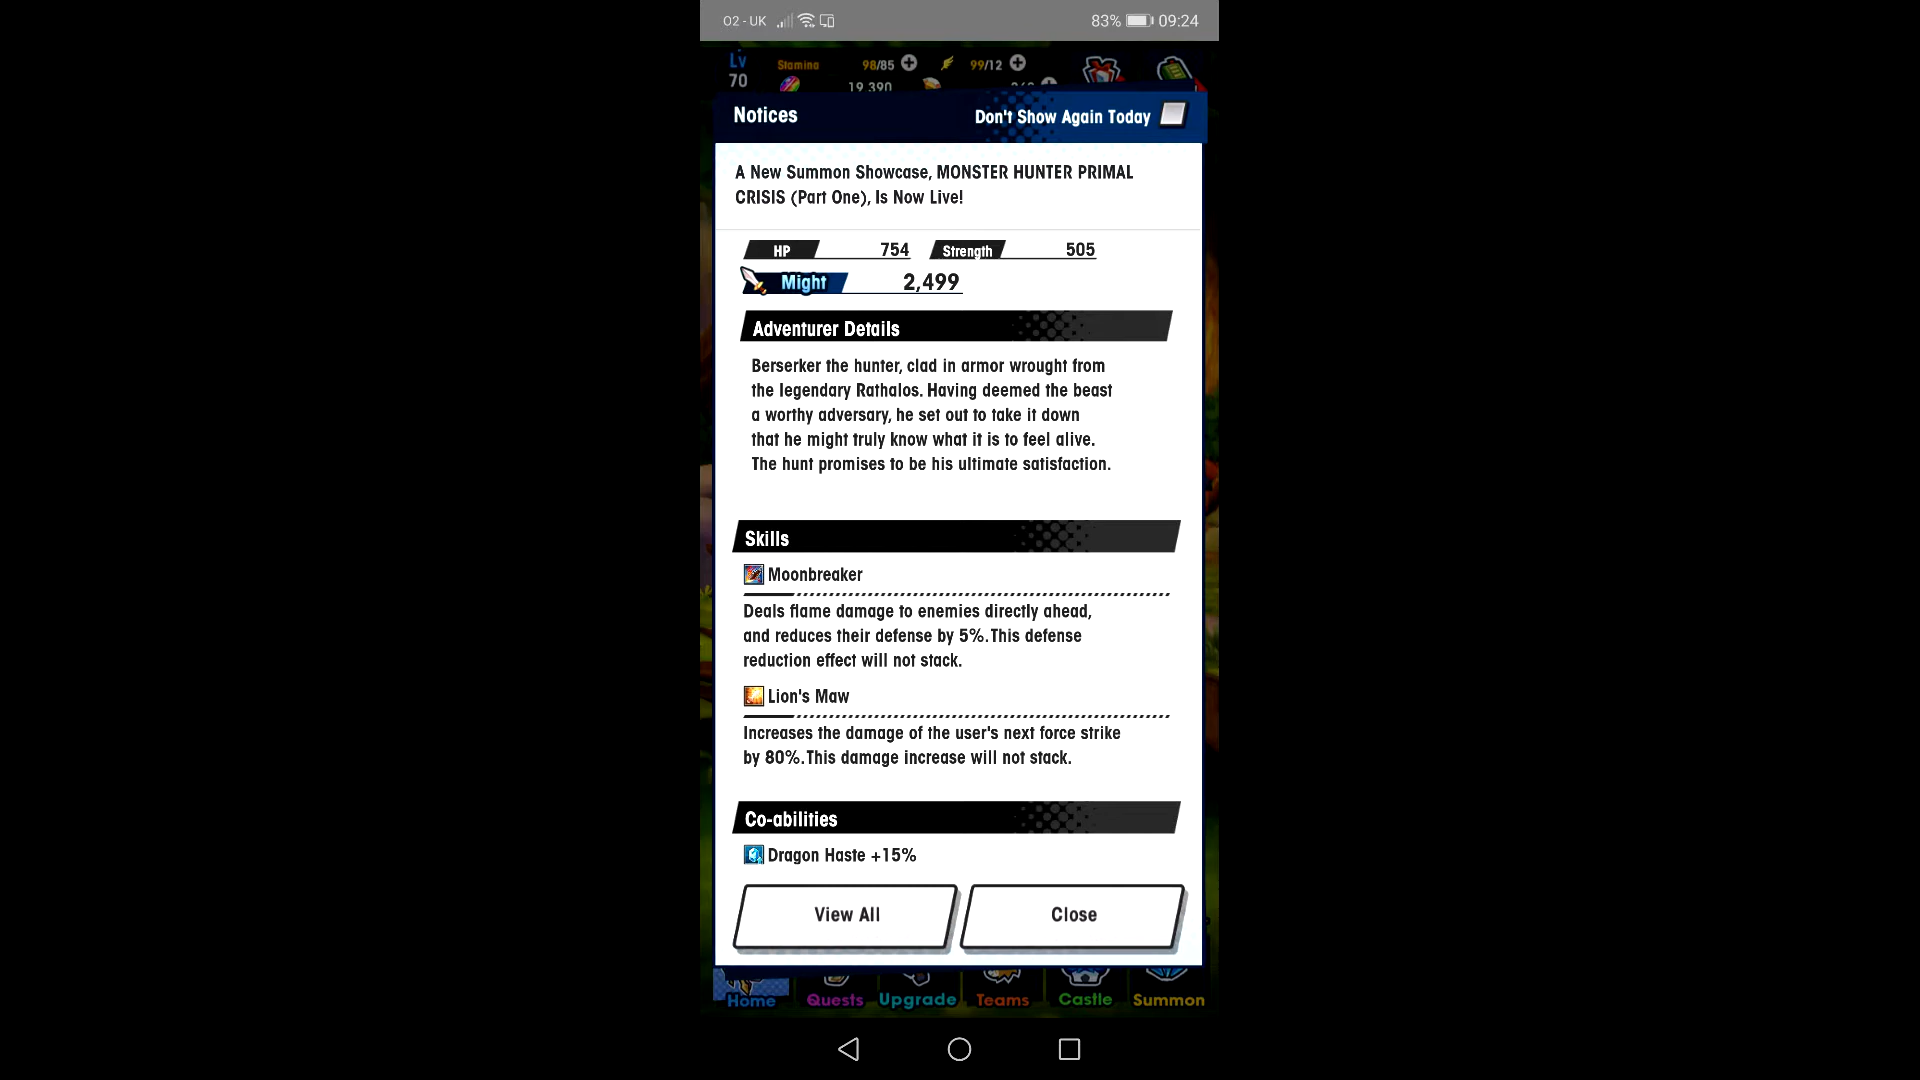 O2 - UK 83% 09:24
Lv Stamina 98/85 99/12
70 19,390
Notices Don't Show Again Today
A New Summon Showcase, MONSTER HUNTER PRIMAL
CRISIS (Part One), Is Now Live!
HP 754 Strength 505
Might 2,499
Adventurer Details
Berserker the hunter, clad in armor wrought from
the legendary Rathalos. Having deemed the beast
a worthy adversary, he set out to take it down
that he might truly know what it is to feel alive.
The hunt promises to be his ultimate satisfaction.
Skills
Moonbreaker
Deals flame damage to enemies directly ahead,
and reduces their defense by 5%. This defense
reduction effect will not stack.
Lion's Maw
Increases the damage of the user's next force strike
by 80%. This damage increase will not stack.
Co-abilities
Dragon Haste +15%
View All Close
Home Quests Upgrade Teams Castle Summon